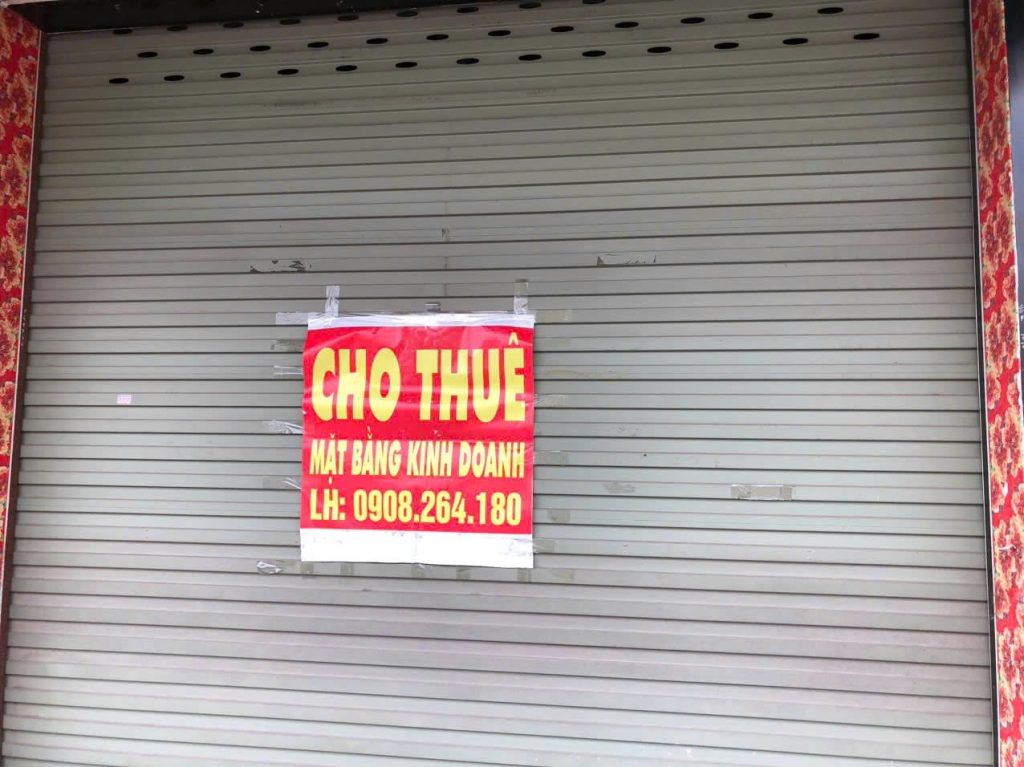 CHO THUÊ
MẶT BẰNG KINH DOANH
LH: 0908.264.180